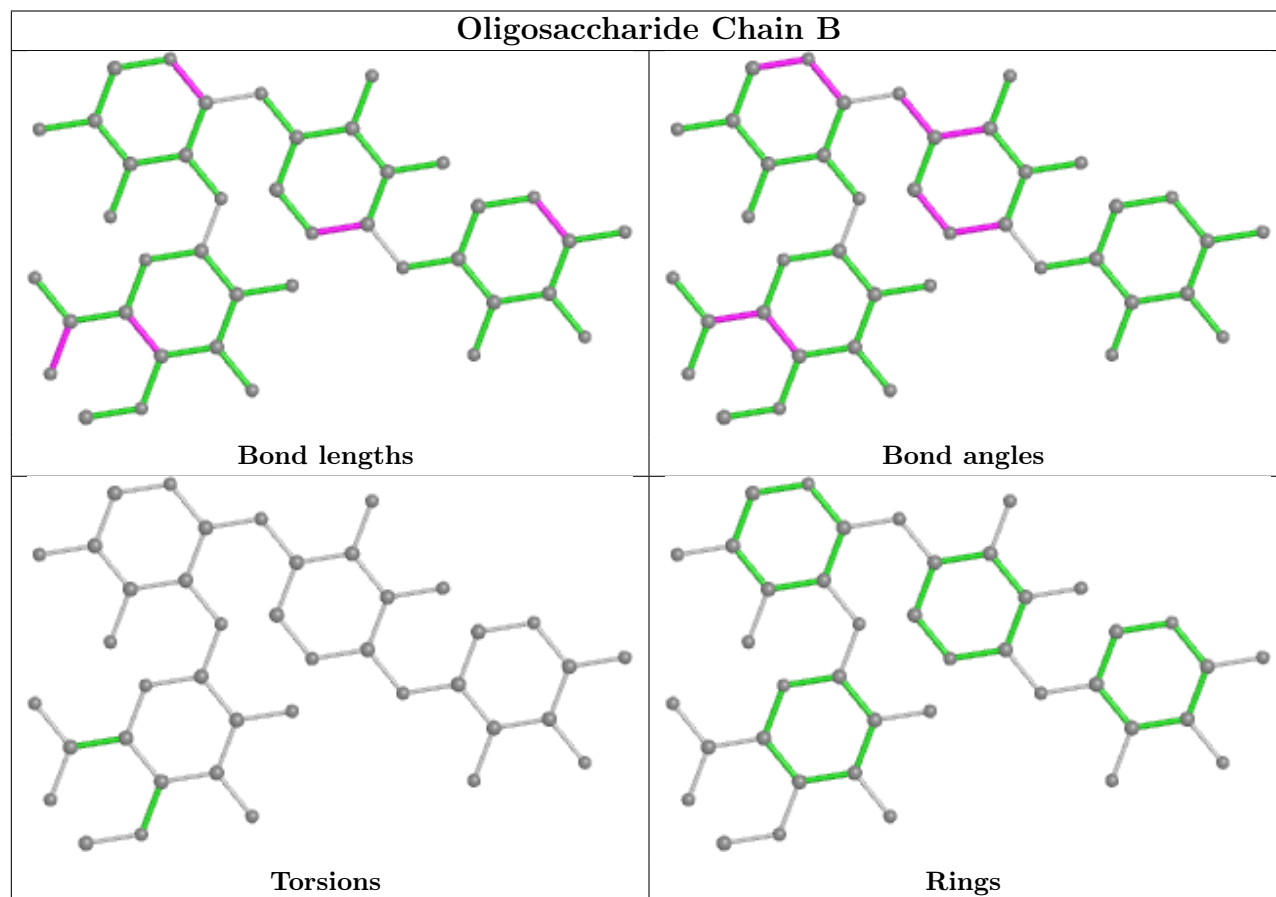 Oligosaccharide Chain B
Bond lengths
Bond angles
Torsions
Rings